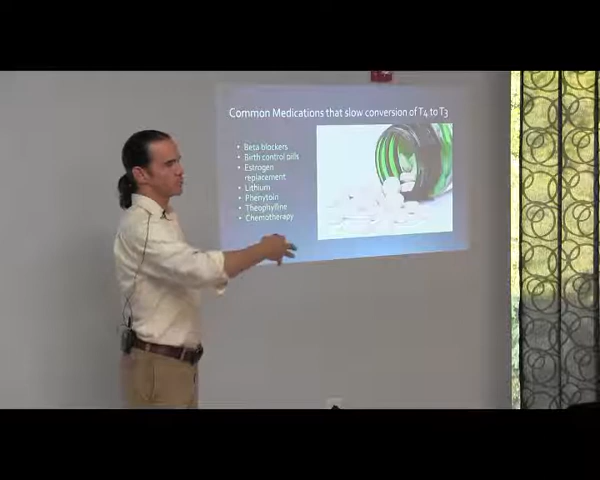 Common Medications that slow conversion of T4 to T3
• Beta blockers
• Birth control pills
• Estrogen
replacement
• Lithium
• Phenytoin
• Theophylline
• Chemotherapy